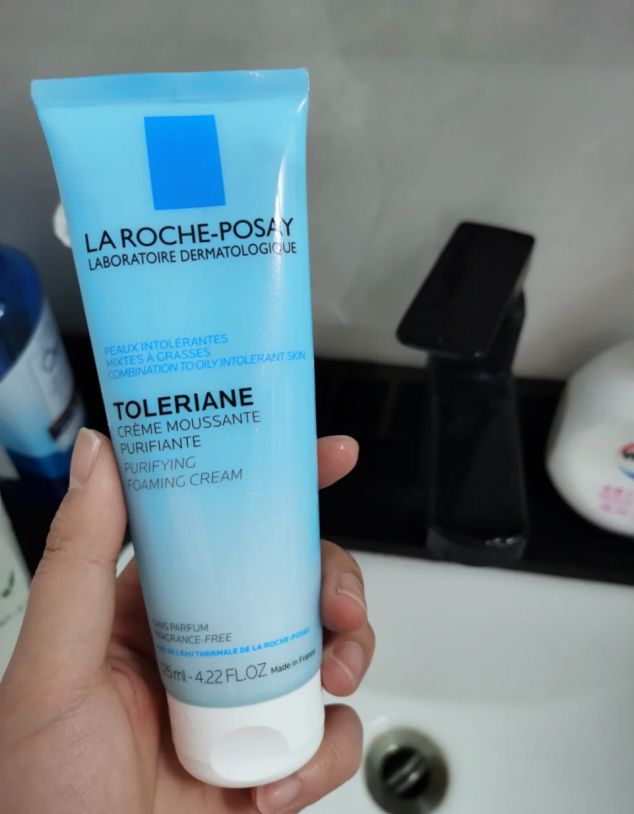 LA ROCHE-POSAY
LABORATOIRE DERMATOLOGIQUE
PEAUX INTOLÉRANTES
MIXTES À GRASSES
COMBINATION TO OILY INTOLERANT SKIN
TOLERIANE
CRÈME MOUSSANTE
PURIFIANTE
PURIFYING
FOAMING CREAM
SANS PARFUM
FRAGRANCE-FREE
DE L'EAU THERMALE DE LA ROCHE-POSAY
125 ml - 4.22 FL.OZ Made in France